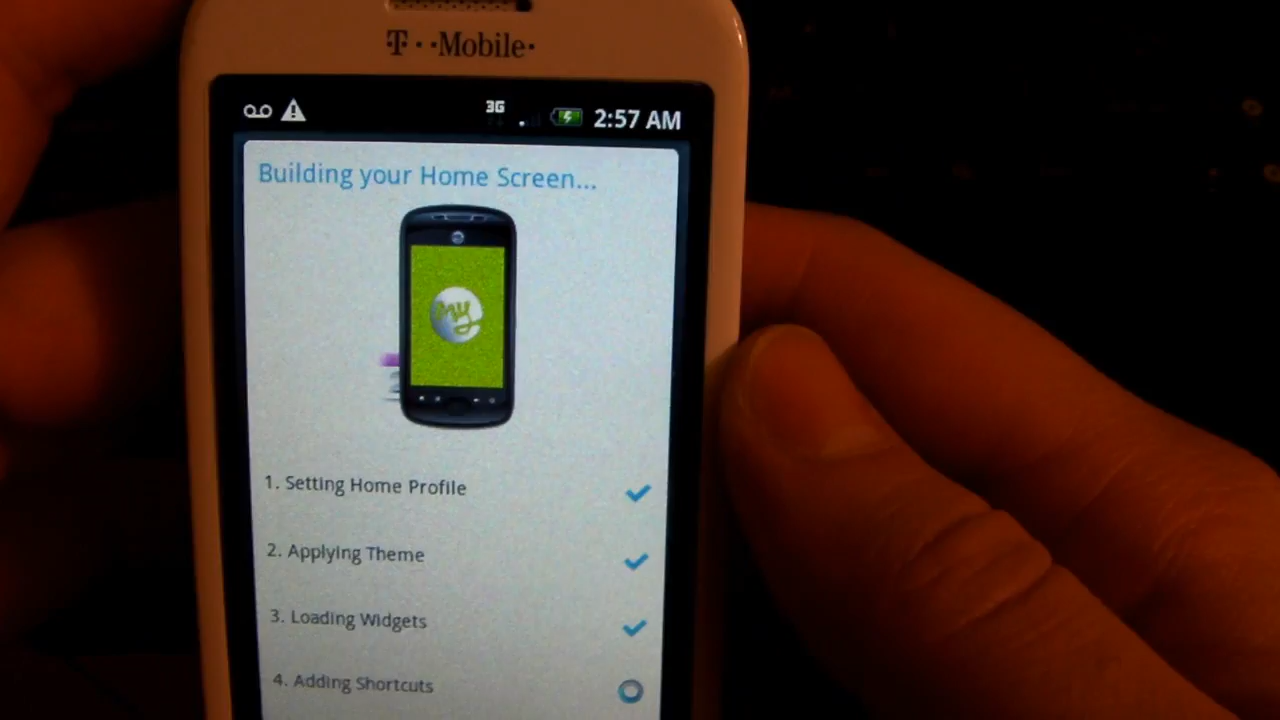 T··Mobile·
3G
2:57 AM
Building your Home Screen...
my
1. Setting Home Profile
2. Applying Theme
3. Loading Widgets
4. Adding Shortcuts